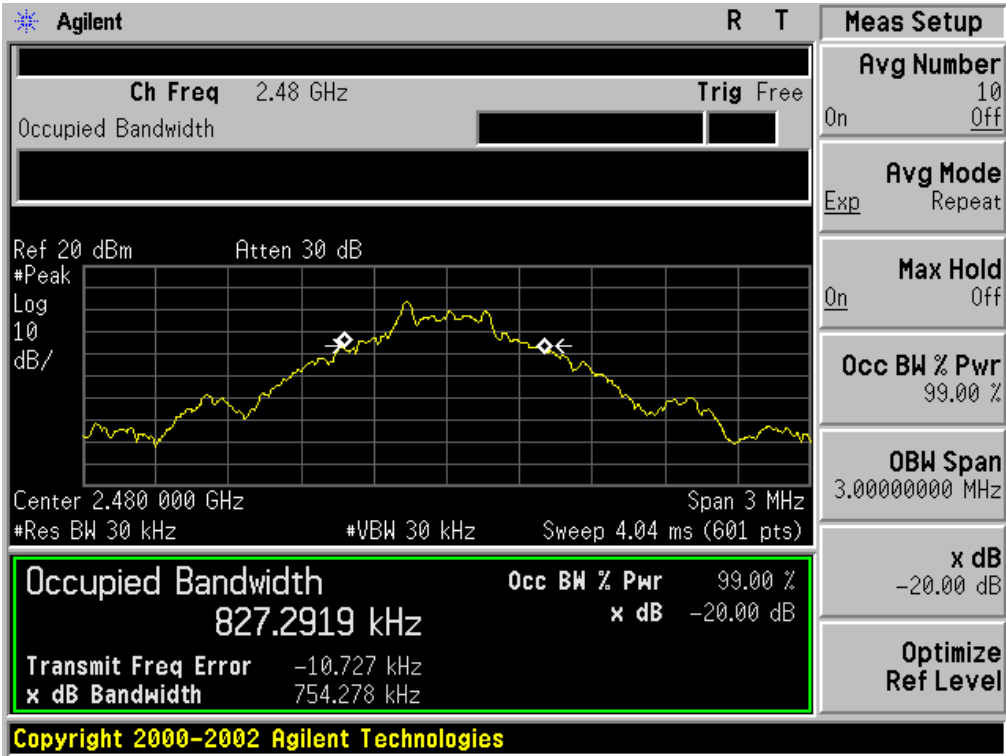 Agilent R T
Meas Setup
Ch Freq 2.48 GHz Trig Free
Occupied Bandwidth
Ref 20 dBm Atten 30 dB
#Peak
Log
10
dB/
Center 2.480 000 GHz Span 3 MHz
#Res BW 30 kHz #VBW 30 kHz Sweep 4.04 ms (601 pts)
Occupied Bandwidth
827.2919 kHz
Occ BW % Pwr 99.00 %
x dB -20.00 dB
Transmit Freq Error -10.727 kHz
x dB Bandwidth 754.278 kHz
Avg Number
10
On Off
Avg Mode
Exp Repeat
Max Hold
On Off
Occ BW % Pwr
99.00 %
OBW Span
3.00000000 MHz
x dB
-20.00 dB
Optimize
Ref Level
Copyright 2000-2002 Agilent Technologies